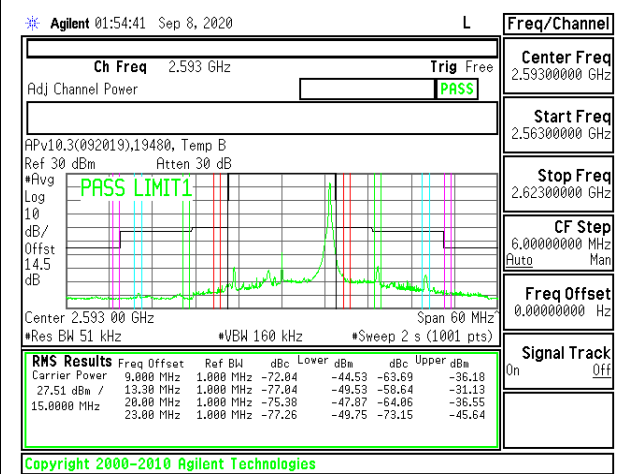 Agilent 01:54:41 Sep 8, 2020 L
Freq/Channel
Ch Freq 2.593 GHz Trig Free
Adj Channel Power PASS
APv10.3(092019),19480, Temp B
Ref 30 dBm Atten 30 dB
#Avg
Log
10
dB/
Offst
14.5
dB
PASS LIMIT1
Center 2.593 00 GHz Span 60 MHz
#Res BW 51 kHz #VBW 160 kHz #Sweep 2 s (1001 pts)
RMS Results Freq Offset Ref BW dBc Lower dBm dBc Upper dBm
Carrier Power 9.000 MHz 1.000 MHz -72.04 -44.53 -63.69 -36.18
27.51 dBm / 13.30 MHz 1.000 MHz -77.04 -49.53 -58.64 -31.13
15.0000 MHz 20.00 MHz 1.000 MHz -75.38 -47.87 -64.06 -36.55
23.00 MHz 1.000 MHz -77.26 -49.75 -73.15 -45.64
Copyright 2000-2010 Agilent Technologies
Center Freq
2.59300000 GHz
Start Freq
2.56300000 GHz
Stop Freq
2.62300000 GHz
CF Step
6.00000000 MHz
Auto Man
Freq Offset
0.00000000 Hz
Signal Track
On Off